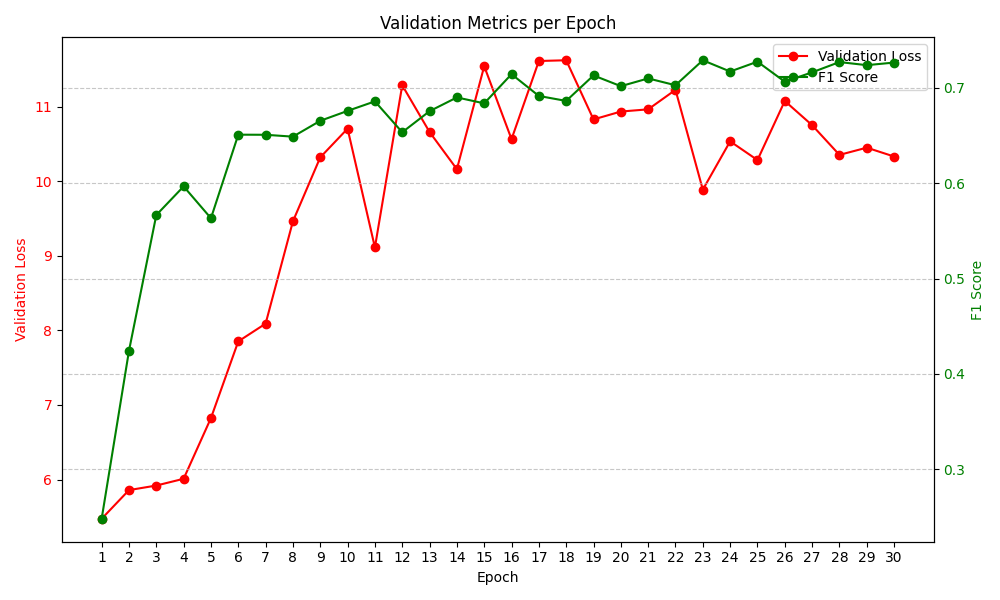 Validation Metrics per Epoch
Validation Loss
F1 Score
11
10
9
8
7
6
Validation Loss
0.7
0.6
0.5
0.4
0.3
F1 Score
1 2 3 4 5 6 7 8 9 10 11 12 13 14 15 16 17 18 19 20 21 22 23 24 25 26 27 28 29 30
Epoch